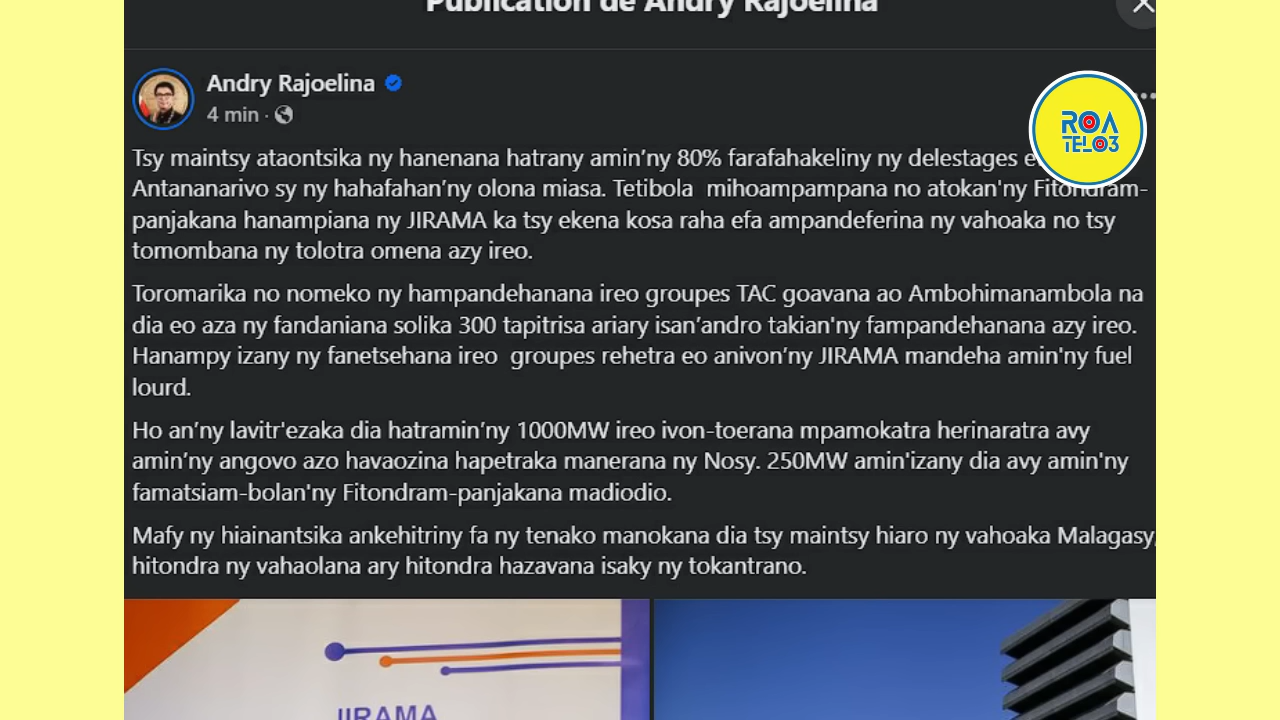 Publication de Andry Rajoelina
Andry Rajoelina
4 min ·
ROA
TELO3
Tsy maintsy ataontsika ny hanenana hatrany amin’ny 80% farafahakeliny ny delestages
Antananarivo sy ny hahafahan’ny olona miasa. Tetibola mihoampampana no atokan'ny Fitondram-
panjakana hanampiana ny JIRAMA ka tsy ekena kosa raha efa ampandeferina ny vahoaka no tsy
tomombana ny tolotra omena azy ireo.
Toromarika no nomeko ny hampandehanana ireo groupes TAC goavana ao Ambohimanambola na
dia eo aza ny fandaniana solika 300 tapitrisa ariary isan’andro takian'ny fampandehanana azy ireo.
Hanampy izany ny fanetsehana ireo groupes rehetra eo anivon’ny JIRAMA mandeha amin'ny fuel
lourd.
Ho an’ny lavitr'ezaka dia hatramin’ny 1000MW ireo ivon-toerana mpamokatra herinaratra avy
amin’ny angovo azo havaozina hapetraka manerana ny Nosy. 250MW amin'izany dia avy amin'ny
famatsiam-bolan'ny Fitondram-panjakana madiodio.
Mafy ny hiainantsika ankehitriny fa ny tenako manokana dia tsy maintsy hiaro ny vahoaka Malagasy,
hitondra ny vahaolana ary hitondra hazavana isaky ny tokantrano.
JIRAMA